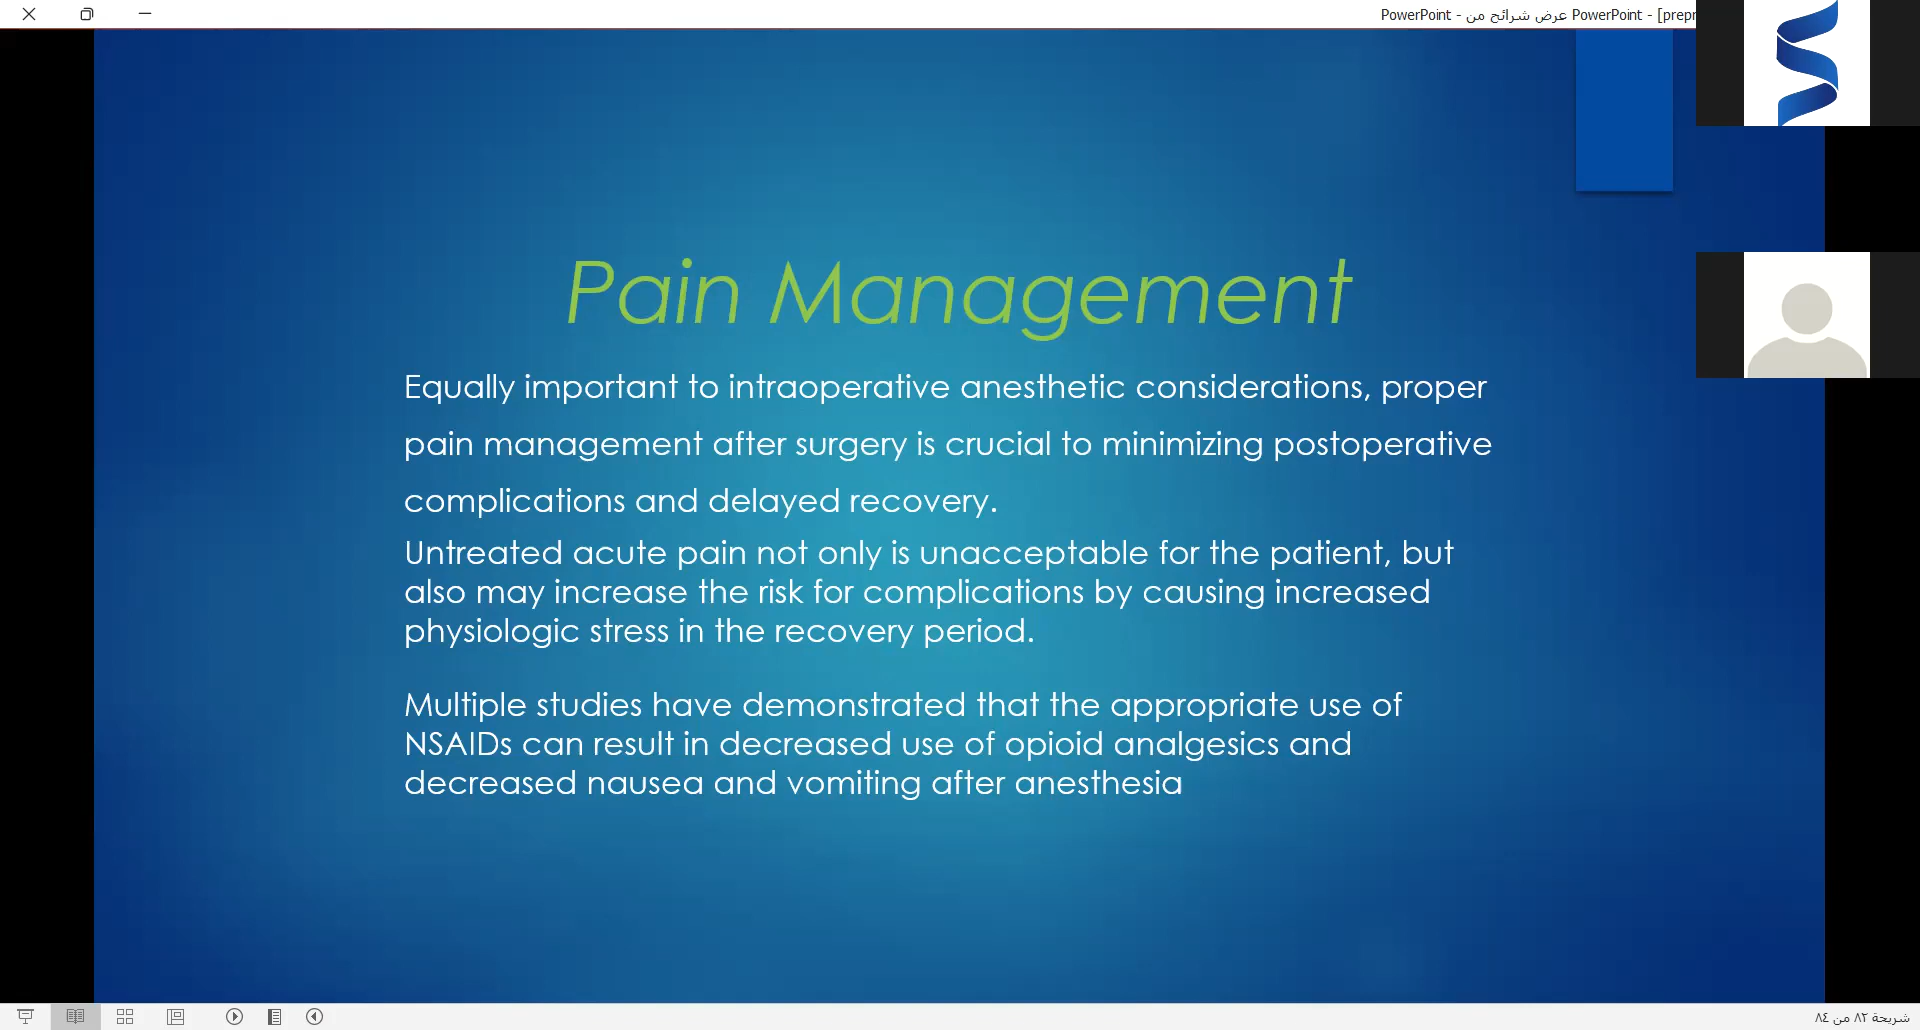 PowerPoint - عرض شرائح من PowerPoint - [prepr
Pain Management
Equally important to intraoperative anesthetic considerations, proper
pain management after surgery is crucial to minimizing postoperative
complications and delayed recovery.
Untreated acute pain not only is unacceptable for the patient, but
also may increase the risk for complications by causing increased
physiologic stress in the recovery period.
Multiple studies have demonstrated that the appropriate use of
NSAIDs can result in decreased use of opioid analgesics and
decreased nausea and vomiting after anesthesia
شريحة ٨٢ من ٨٤